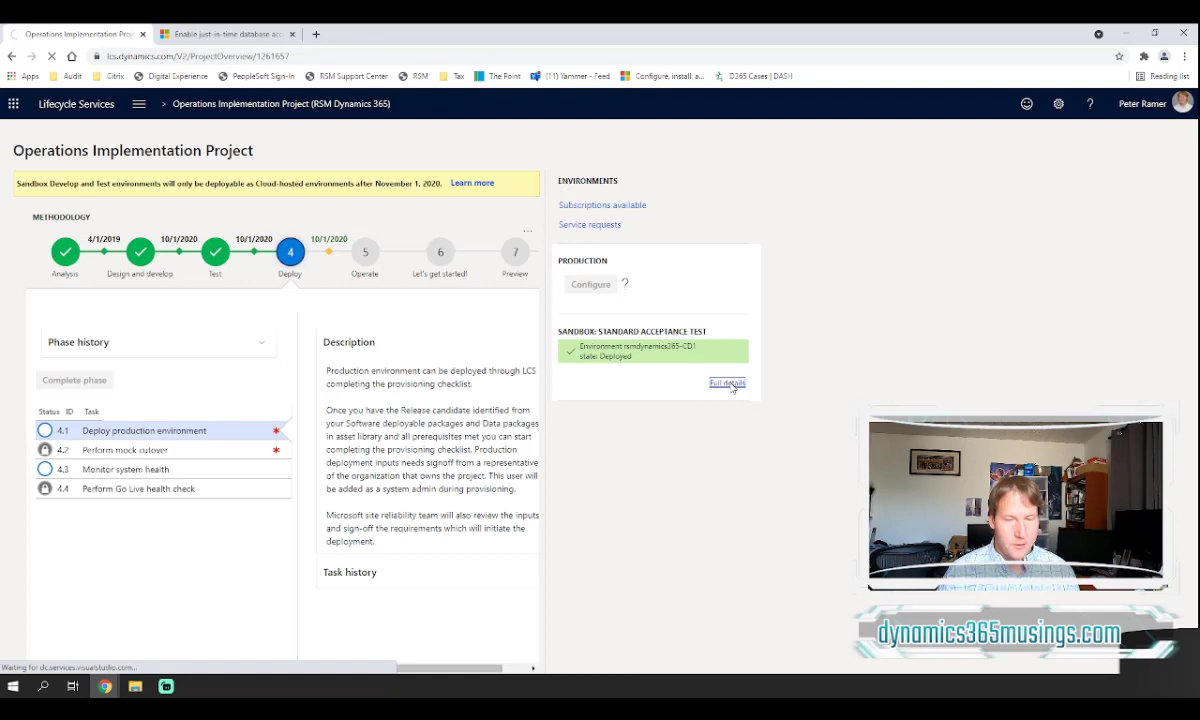 Operations Implementation Pro
Enable just-in-time database acc
lcs.dynamics.com/V2/ProjectOverview/1261657
Apps
Audit
Citrix
Digital Experience
PeopleSoft Sign-In
RSM Support Center
RSM
Tax
The Point
(11) Yammer - Feed
Configure, install, a...
D365 Cases | DASH
Reading list
Lifecycle Services
> Operations Implementation Project (RSM Dynamics 365)
?
Peter Ramer
Operations Implementation Project
Sandbox Develop and Test environments will only be deployable as Cloud-hosted environments after November 1, 2020. Learn more
METHODOLOGY
...
4/1/2019
10/1/2020
10/1/2020
10/1/2020
4
5
6
7
Analysis
Design and develop
Test
Deploy
Operate
Let's get started!
Preview
Phase history
Complete phase
Status ID Task
4.1 Deploy production environment *
4.2 Perform mock cutover *
4.3 Monitor system health
4.4 Perform Go Live health check
Description
Production environment can be deployed through LCS
completing the provisioning checklist.
Once you have the Release candidate identified from
your Software deployable packages and Data packages
in asset library and all prerequisites met you can start
completing the provisioning checklist. Production
deployment inputs needs signoff from a representative
of the organization that owns the project. This user will
be added as a system admin during provisioning.
Microsoft site reliability team will also review the inputs
and sign-off the requirements which will initiate the
deployment.
Task history
ENVIRONMENTS
Subscriptions available
Service requests
PRODUCTION
Configure
?
SANDBOX: STANDARD ACCEPTANCE TEST
Environment rsmdynamics365-CD1
state: Deployed
Full details
dynamics365musings.com
Waiting for dc.services.visualstudio.com...